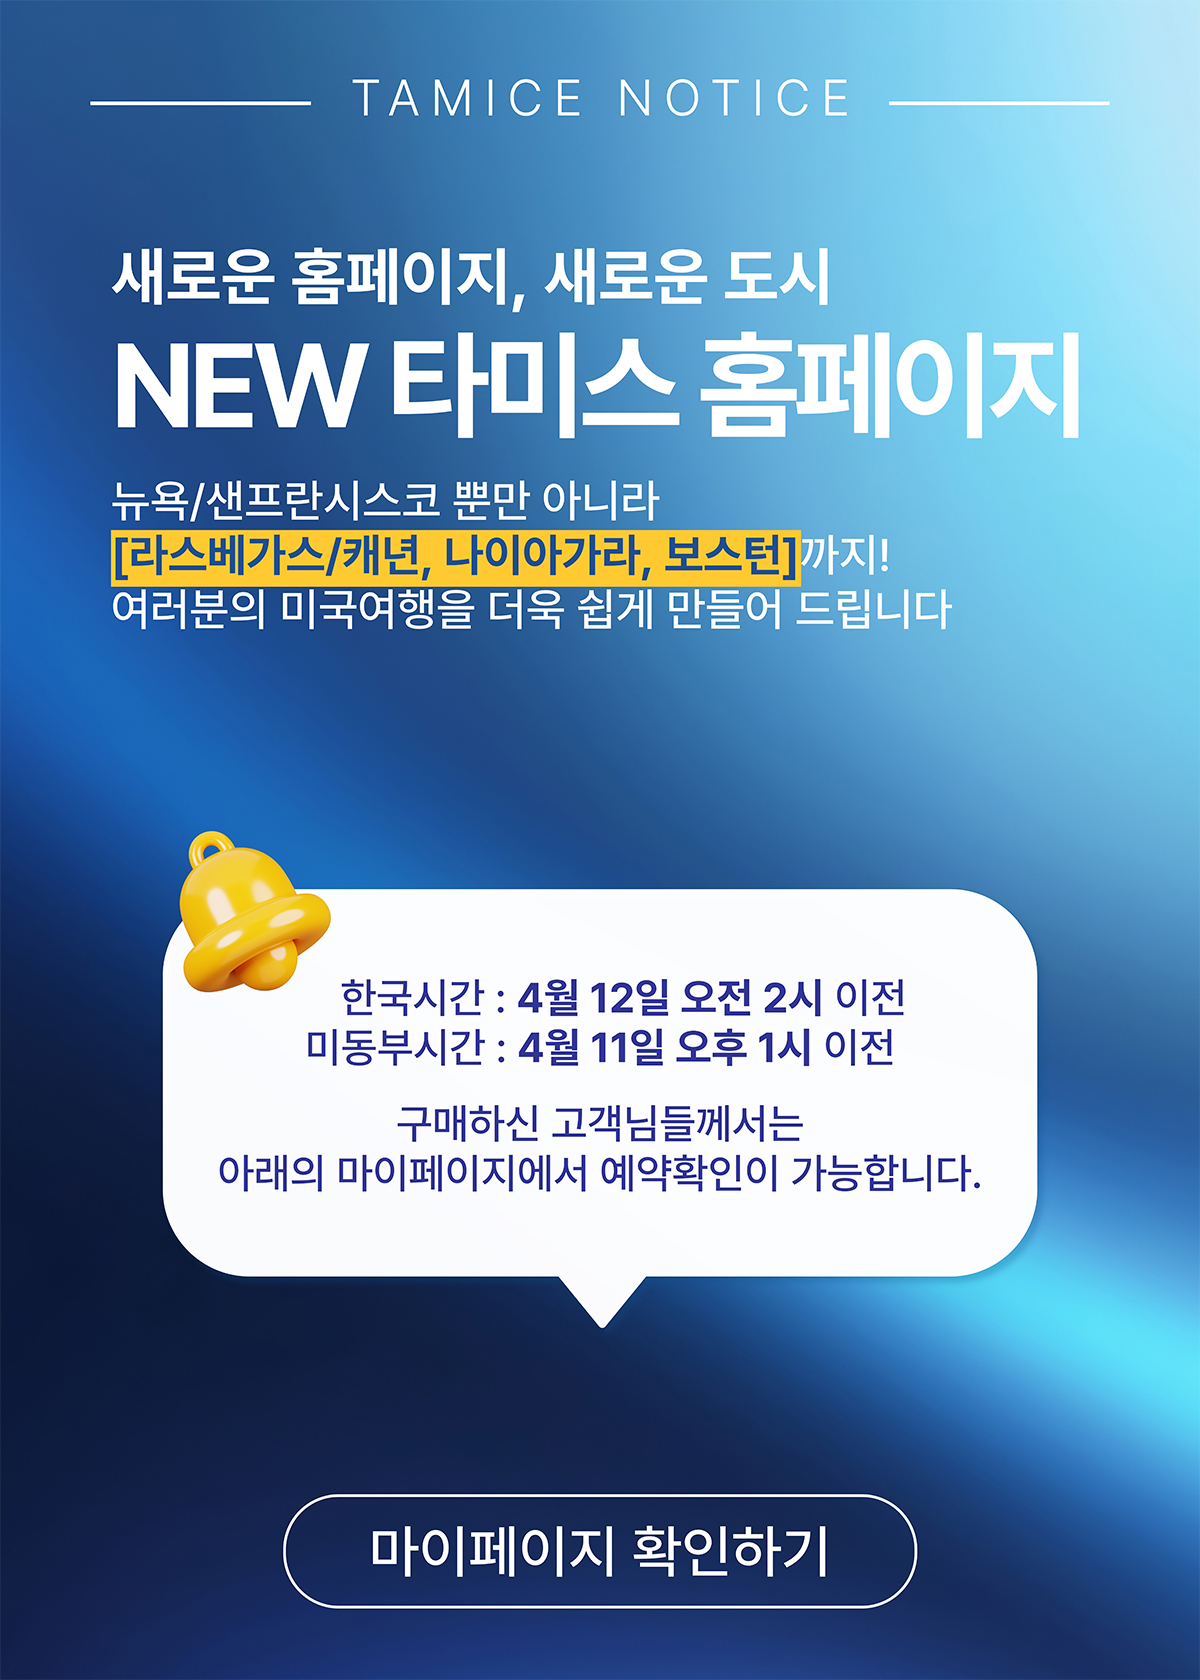 TAMICE NOTICE
새로운 홈페이지, 새로운 도시
NEW 타미스 홈페이지
뉴욕/샌프란시스코 뿐만 아니라
[라스베가스/캐년, 나이아가라, 보스턴]까지!
여러분의 미국여행을 더욱 쉽게 만들어 드립니다
한국시간 : 4월 12일 오전 2시 이전
미동부시간 : 4월 11일 오후 1시 이전
구매하신 고객님들께서는
아래의 마이페이지에서 예약확인이 가능합니다.
마이페이지 확인하기